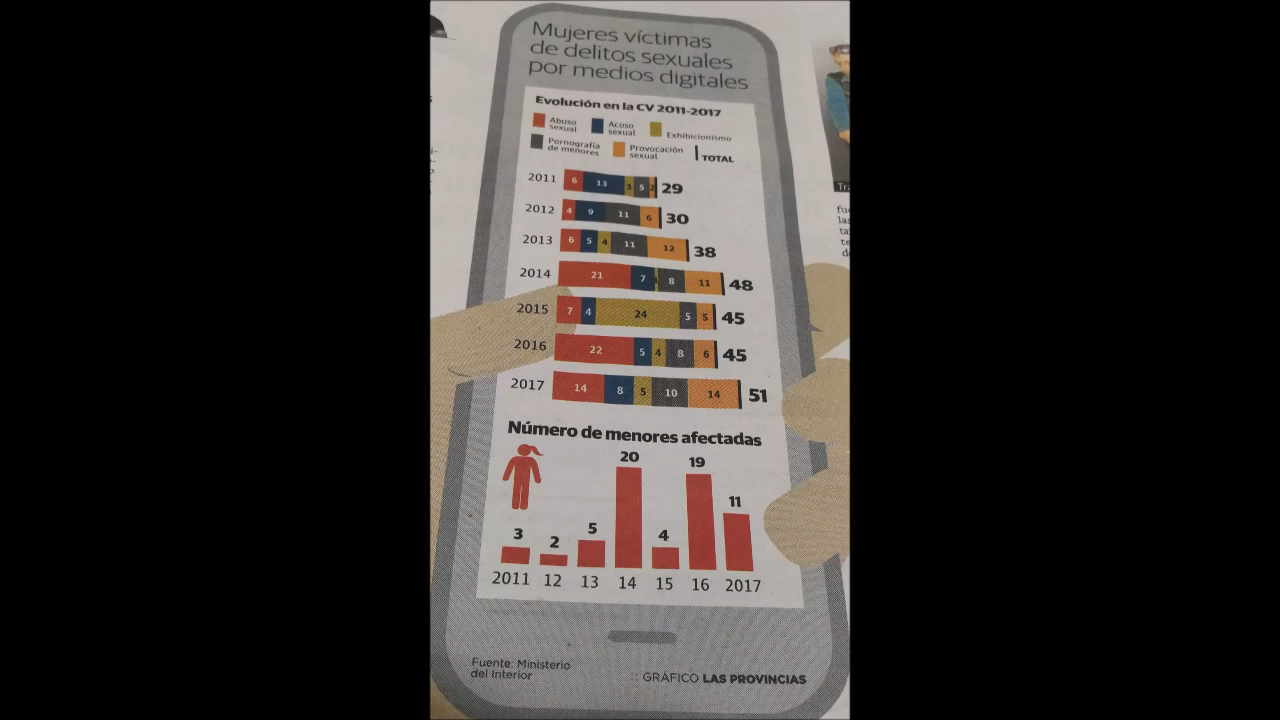 Mujeres víctimas
de delitos sexuales
por medios digitales
Evolución en la CV 2011-2017
Abuso
sexual
Acoso
sexual
Exhibicionismo
Pornografía
de menores
Provocación
sexual
TOTAL
2011 6 13 3 5 2 29
2012 4 9 11 6 30
2013 6 5 4 11 12 38
2014 21 7 8 11 48
2015 7 4 24 5 5 45
2016 22 5 4 8 6 45
2017 14 8 5 10 14 51
Número de menores afectadas
3 2 5 20 4 19 11
2011 12 13 14 15 16 2017
Fuente: Ministerio
del Interior
:: GRÁFICO LAS PROVINCIAS